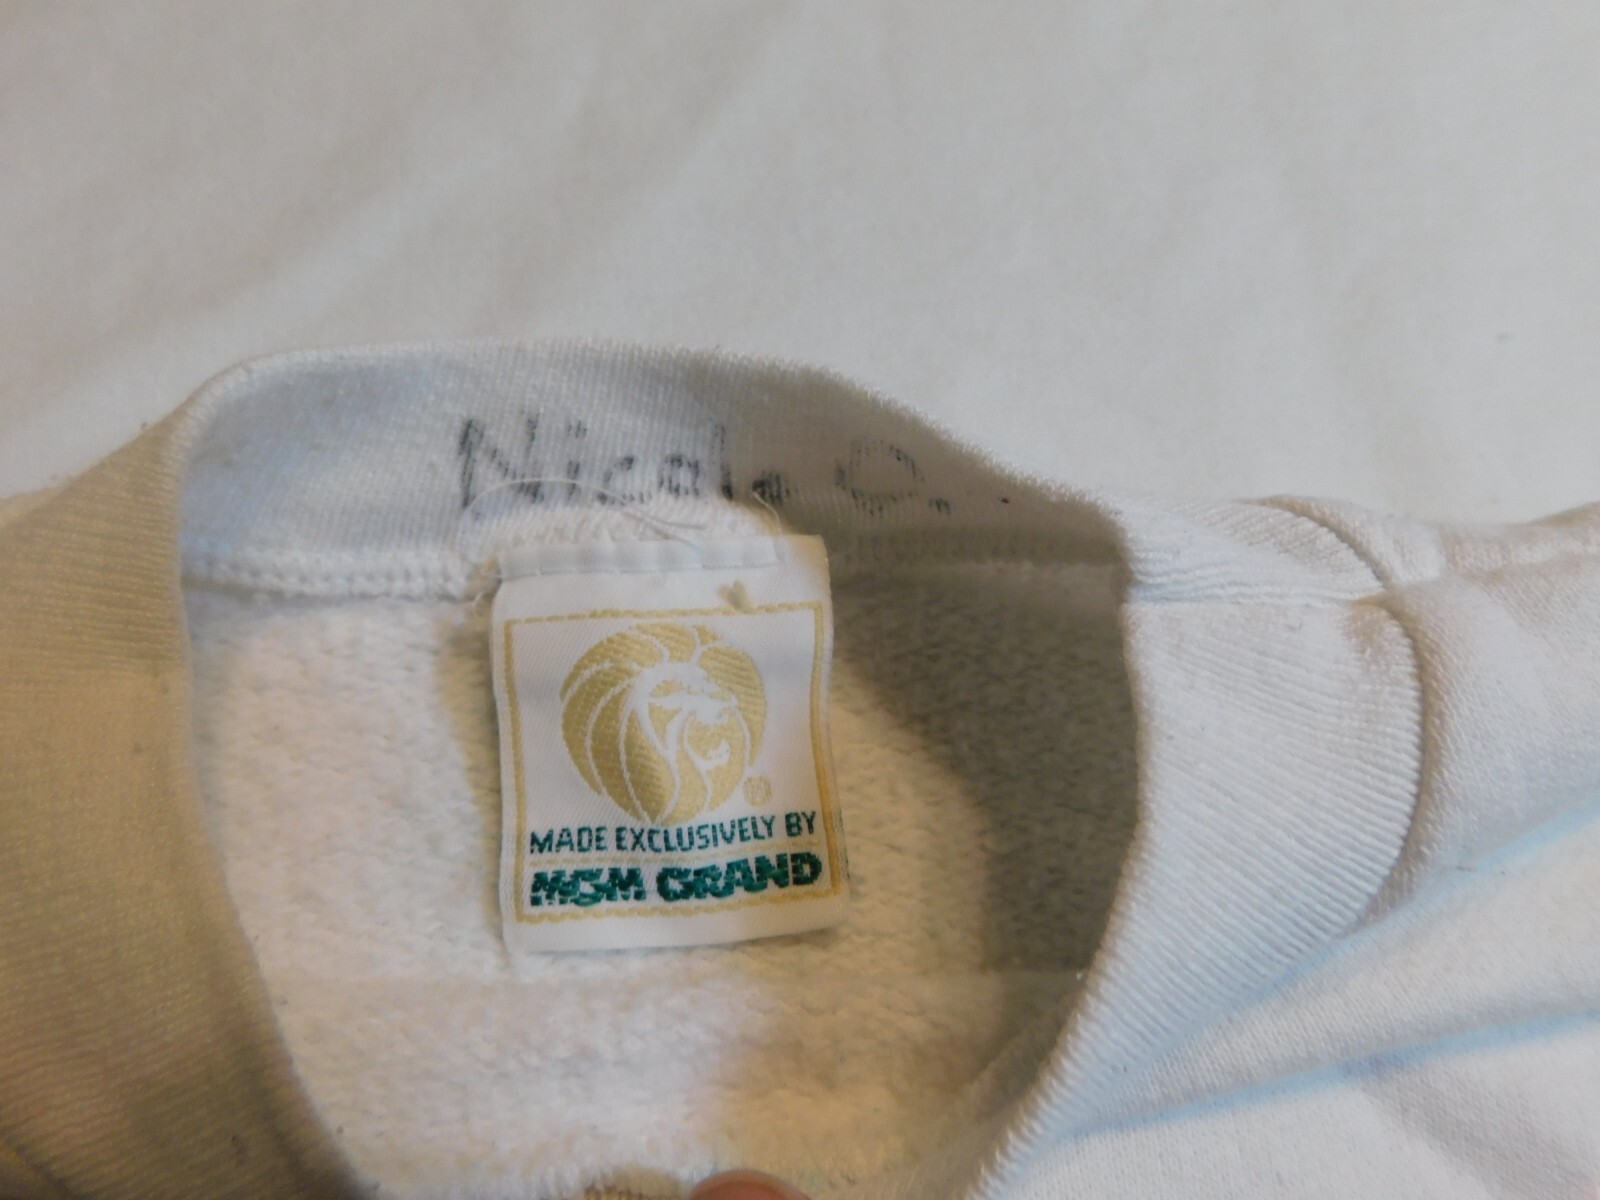 Nicole D.
®
MADE EXCLUSIVELY BY
MGM GRAND